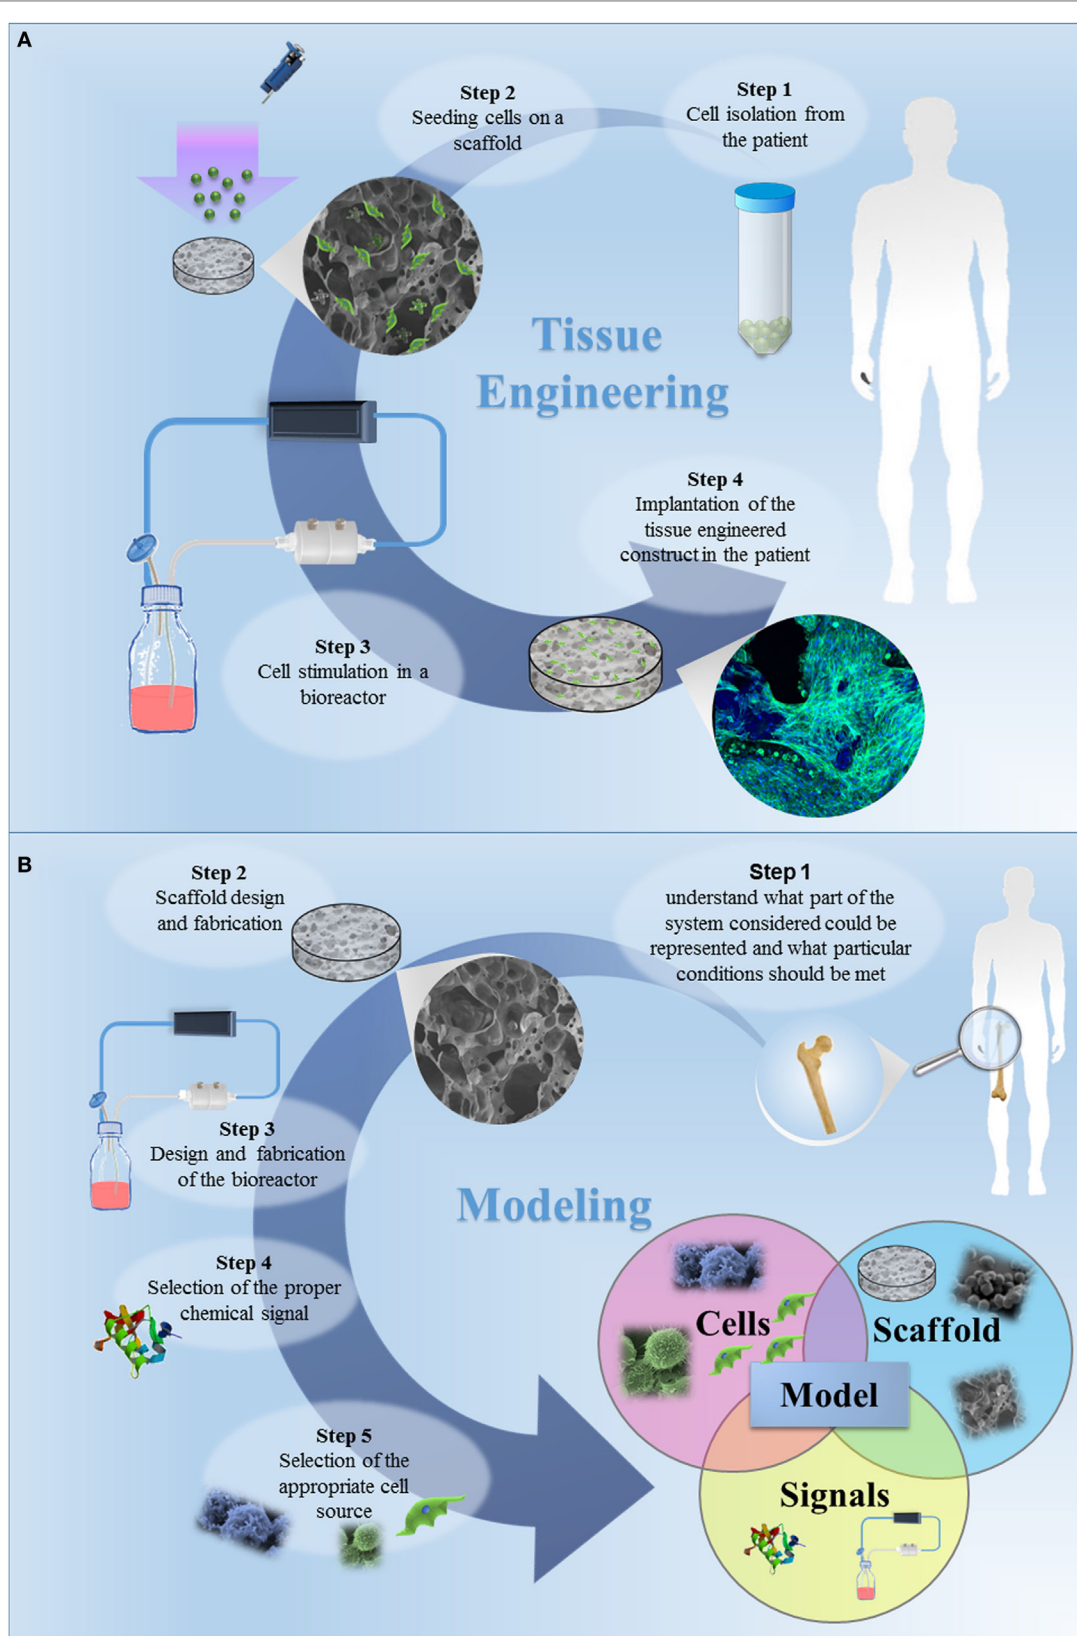 A
Step 1
Cell isolation from
the patient
Step 2
Seeding cells on a
scaffold
Tissue
Engineering
Step 3
Cell stimulation in a
bioreactor
Step 4
Implantation of the
tissue engineered
construct in the patient
B
Step 1
understand what part of the
system considered could be
represented and what particular
conditions should be met
Step 2
Scaffold design
and fabrication
Step 3
Design and fabrication
of the bioreactor
Modeling
Step 4
Selection of the proper
chemical signal
Step 5
Selection of the
appropriate cell
source
Cells
Scaffold
Model
Signals